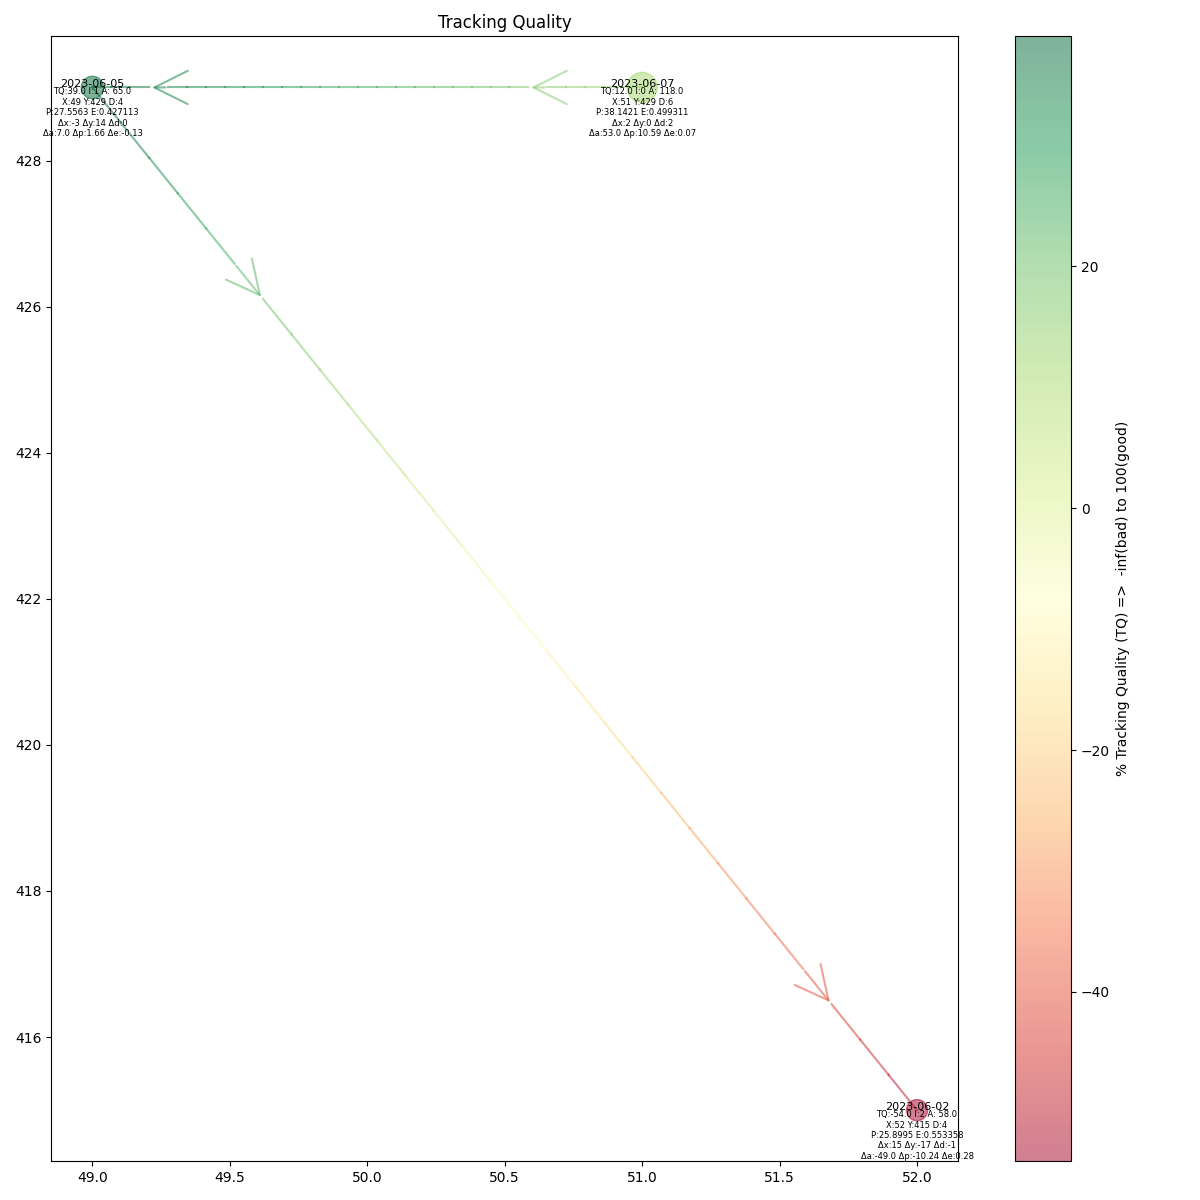 Tracking Quality
2023-06-05
TQ:39.0 I:1 A: 65.0
X:49 Y:429 D:4
P:27.5563 E:0.427113
Δx:-3 Δy:14 Δd:0
Δa:7.0 Δp:1.66 Δe:-0.13
2023-06-07
TQ:12.0 I:0 A: 118.0
X:51 Y:429 D:6
P:38.1421 E:0.499311
Δx:2 Δy:0 Δd:2
Δa:53.0 Δp:10.59 Δe:0.07
2023-06-02
TQ:-54.0 I:2 A: 58.0
X:52 Y:415 D:4
P:25.8995 E:0.553358
Δx:15 Δy:-17 Δd:-1
Δa:-49.0 Δp:-10.24 Δe:0.28
428
426
424
422
420
418
416
49.0
49.5
50.0
50.5
51.0
51.5
52.0
20
0
−20
−40
% Tracking Quality (TQ) => -inf(bad) to 100(good)